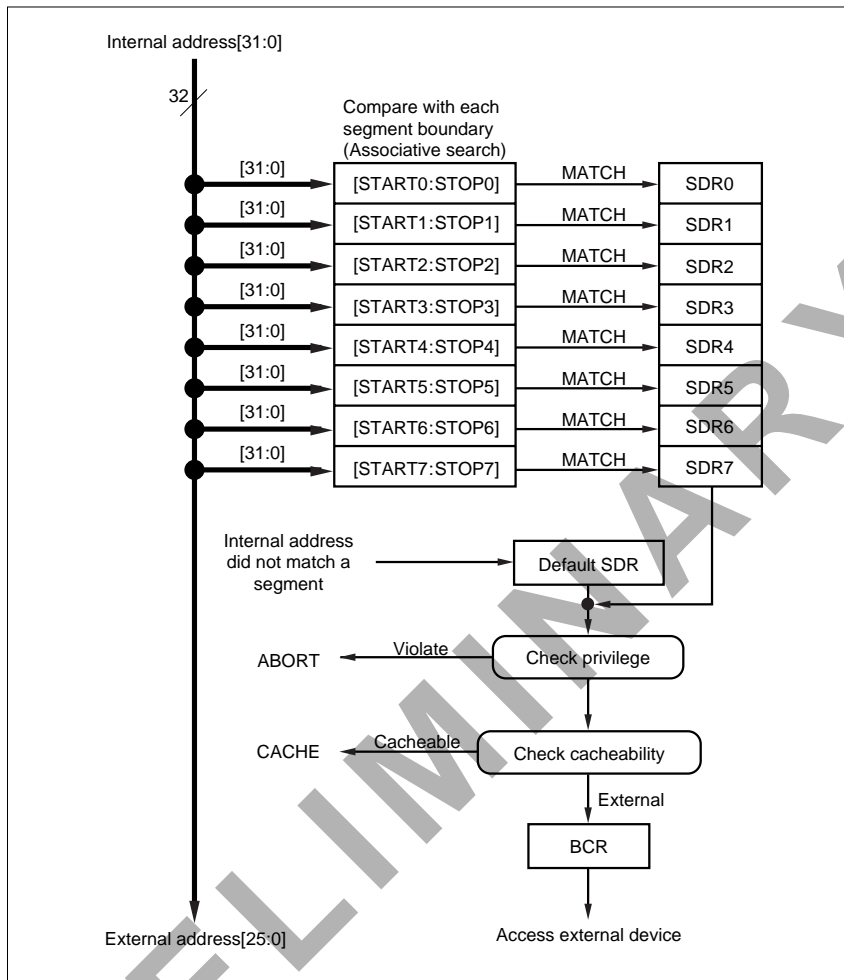 Internal address[31:0]
32
Compare with each
segment boundary
(Associative search)
[31:0]
[START0:STOP0]
MATCH
SDR0
[31:0]
[START1:STOP1]
MATCH
SDR1
[31:0]
[START2:STOP2]
MATCH
SDR2
[31:0]
[START3:STOP3]
MATCH
SDR3
[31:0]
[START4:STOP4]
MATCH
SDR4
[31:0]
[START5:STOP5]
MATCH
SDR5
[31:0]
[START6:STOP6]
MATCH
SDR6
[31:0]
[START7:STOP7]
MATCH
SDR7
Internal address
did not match a
segment
Default SDR
ABORT
Violate
Check privilege
CACHE
Cacheable
Check cacheability
External
BCR
External address[25:0]
Access external device
ELIMINARY